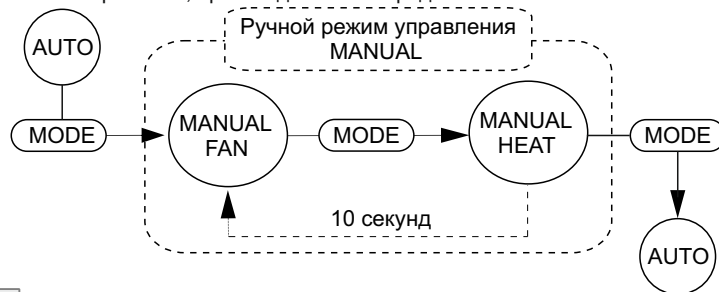 Ручной режим управления
MANUAL
AUTO
MODE
MANUAL
FAN
MODE
MANUAL
HEAT
MODE
10 секунд
AUTO